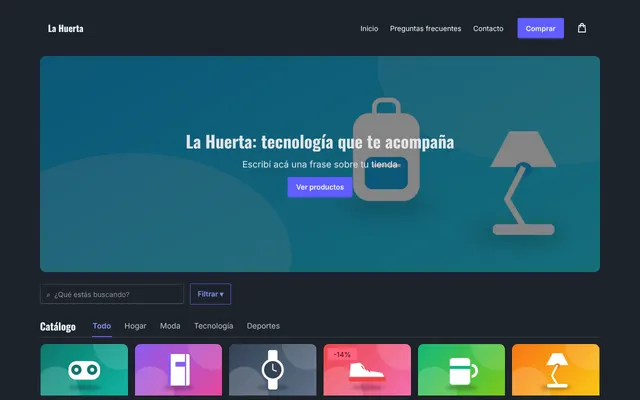 La Huerta
Inicio
Preguntas frecuentes
Contacto
Comprar
La Huerta: tecnología que te acompaña
Escribí acá una frase sobre tu tienda
Ver productos
¿Qué estás buscando?
Filtrar ▾
Catálogo
Todo
Hogar
Moda
Tecnología
Deportes
-14%